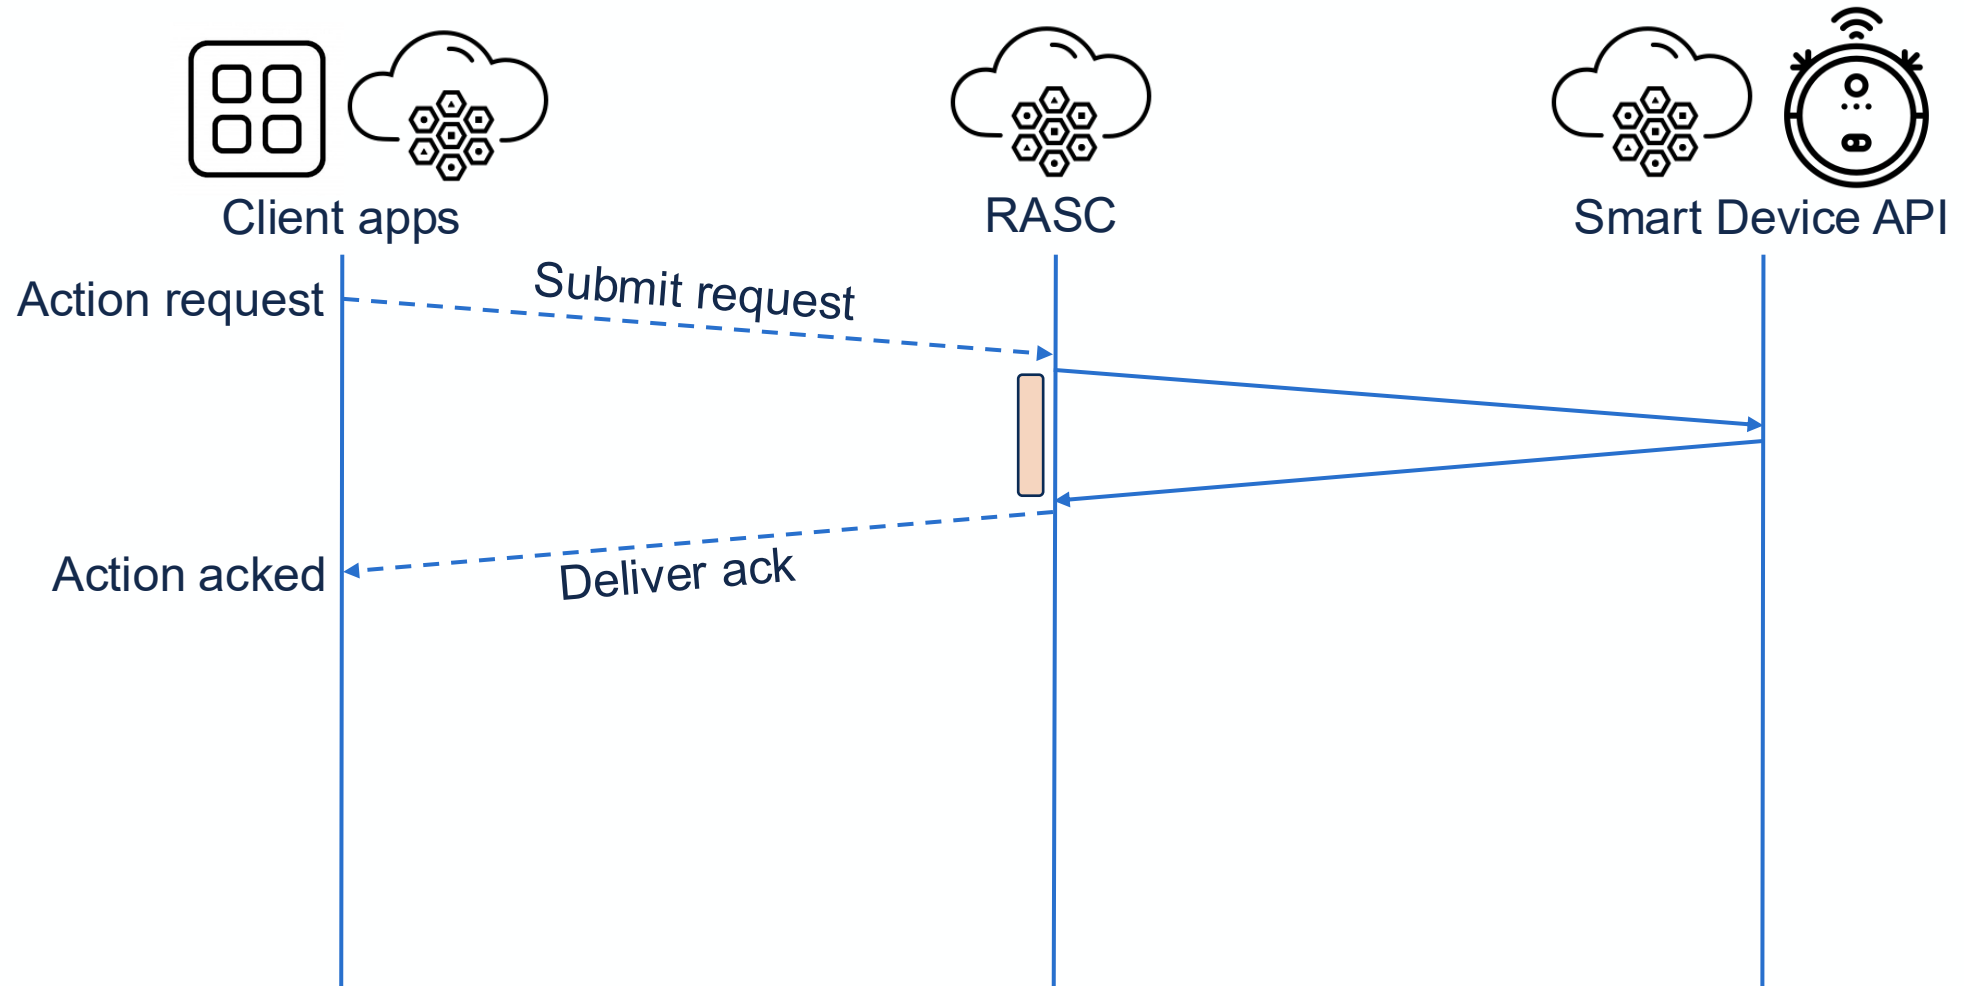 Client apps
RASC
Smart Device API
Action request
Submit request
Action acked
Deliver ack